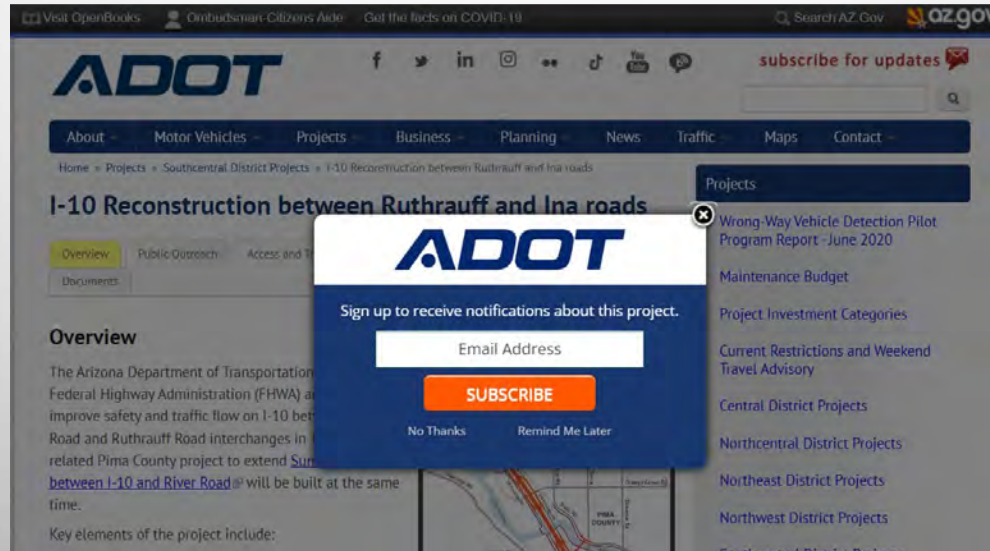 Visit OpenBooks Ombudsman-Citizens Aide Get the facts on COVID-19 Search AZ.Gov az.gov
ADOT
f in You Tube subscribe for updates
About Motor Vehicles Projects Business Planning News Traffic Maps Contact
Home » Projects » Southcentral District Projects » I-10 Reconstruction between Ruthrauff and Ina roads
I-10 Reconstruction between Ruthrauff and Ina roads
Overview Public Outreach Access and
Documents
Overview
The Arizona Department of Transportation
Federal Highway Administration (FHWA)
improve safety and traffic flow on I-10
Road and Ruthrauff Road interchanges in
related Pima County project to extend
between I-10 and River Road will be built at the same
time.
Key elements of the project include:
ADOT
Sign up to receive notifications about this project.
Email Address
SUBSCRIBE
No Thanks Remind Me Later
PIMA
COUNTY
Projects
Wrong-Way Vehicle Detection Pilot
Program Report -June 2020
Maintenance Budget
Project Investment Categories
Current Restrictions and Weekend
Travel Advisory
Central District Projects
Northcentral District Projects
Northeast District Projects
Northwest District Projects